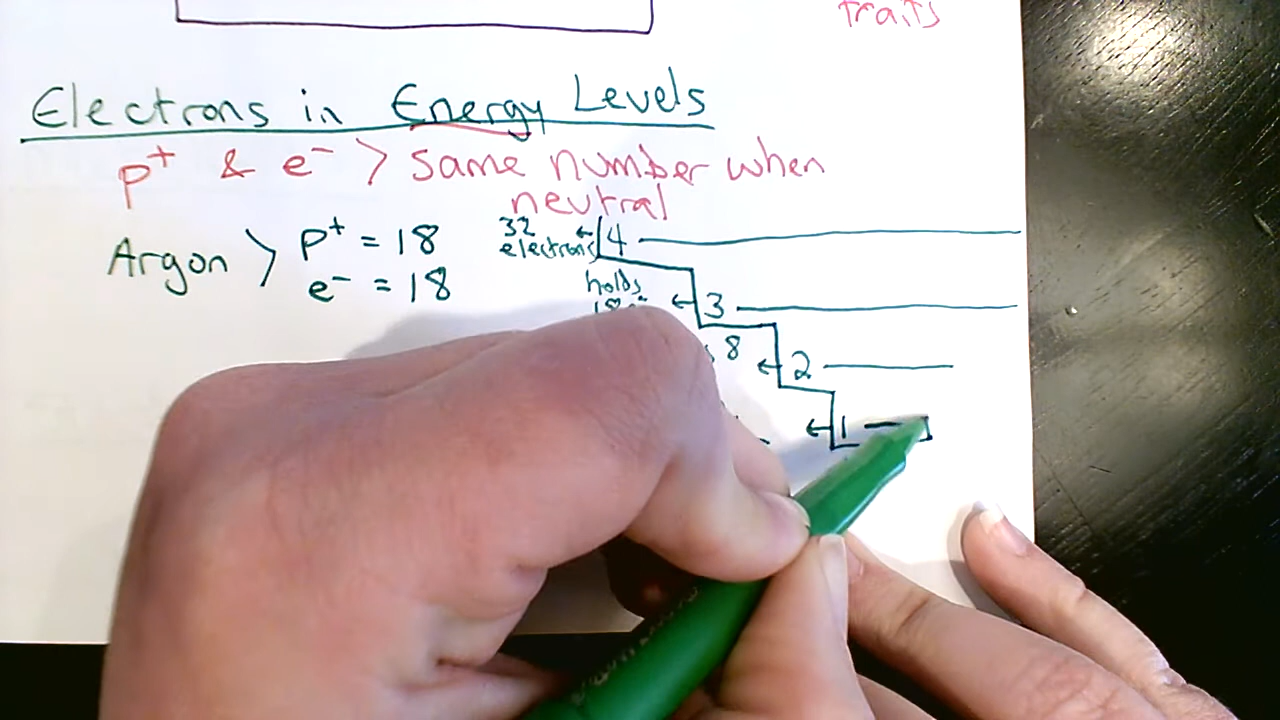 traits
Electrons in Energy Levels
p⁺ & e⁻ > same number when
neutral
Argon > p⁺ = 18
e⁻ = 18
32
electrons ← 4
holds
← 3
8 ← 2
← 1